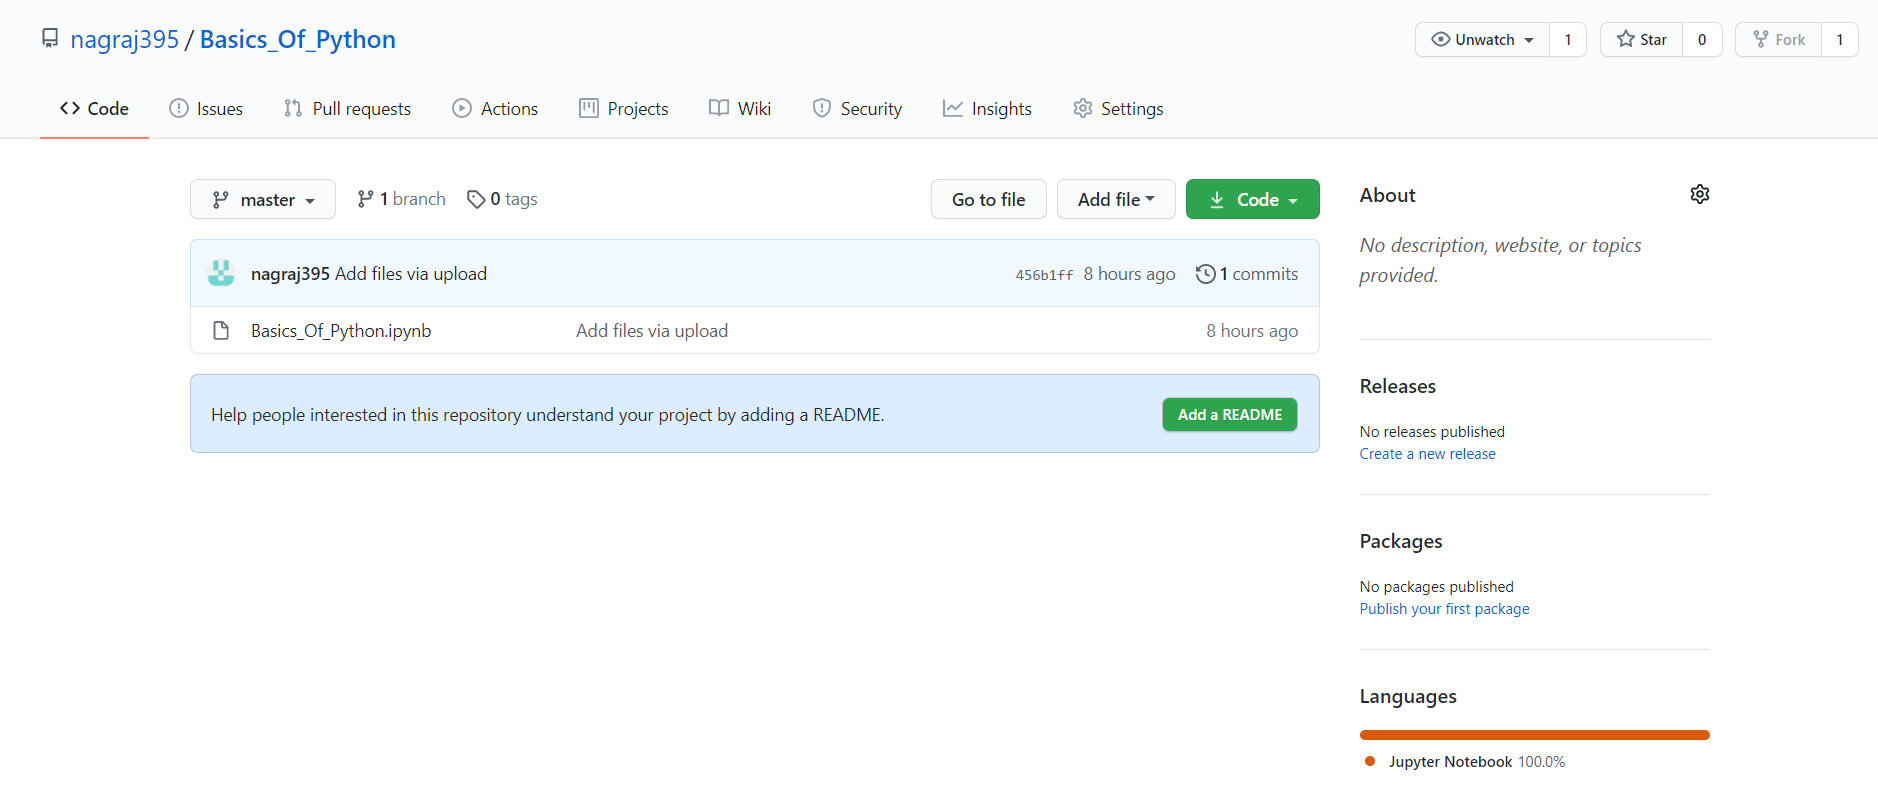 nagraj395 / Basics_Of_Python
Unwatch 1 Star 0 Fork 1
Code Issues Pull requests Actions Projects Wiki Security Insights Settings
master 1 branch 0 tags Go to file Add file Code
nagraj395 Add files via upload 456b1ff 8 hours ago 1 commits
Basics_Of_Python.ipynb Add files via upload 8 hours ago
Help people interested in this repository understand your project by adding a README. Add a README
About
No description, website, or topics
provided.
Releases
No releases published
Create a new release
Packages
No packages published
Publish your first package
Languages
Jupyter Notebook 100.0%